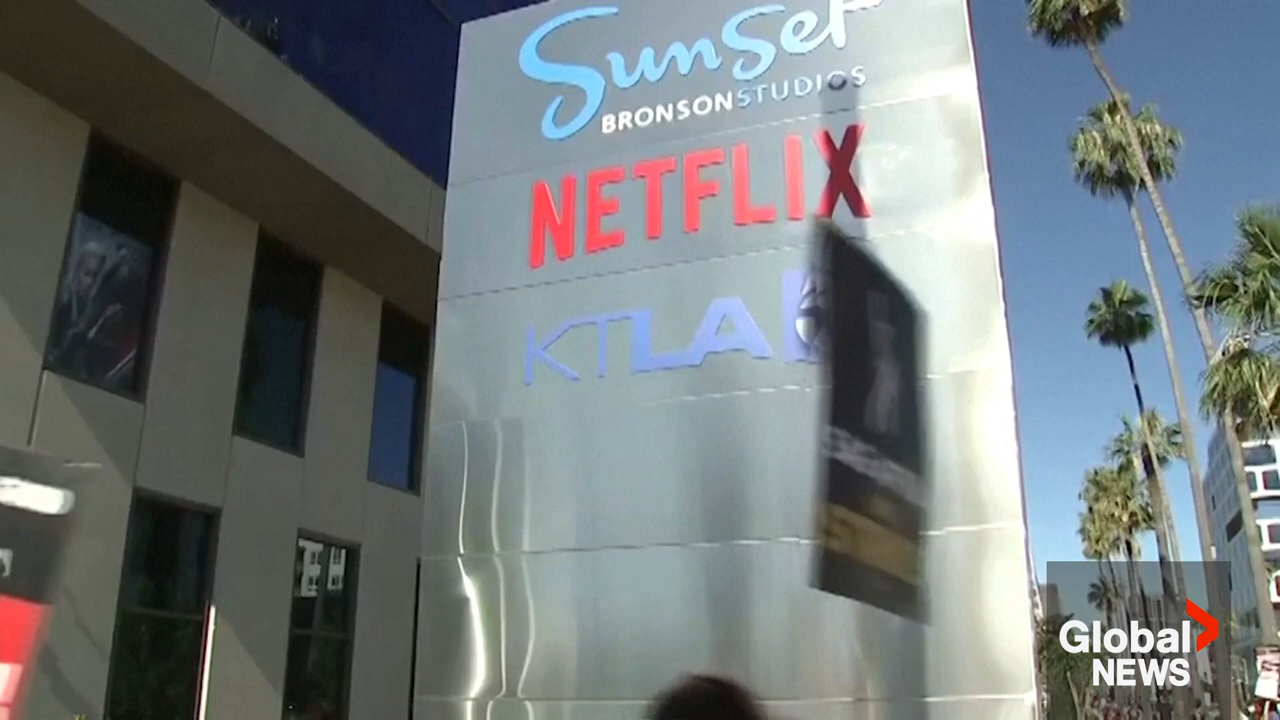 Sunset
BRONSONSTUDIOS
NETFLIX
KTLA
Global
NEWS